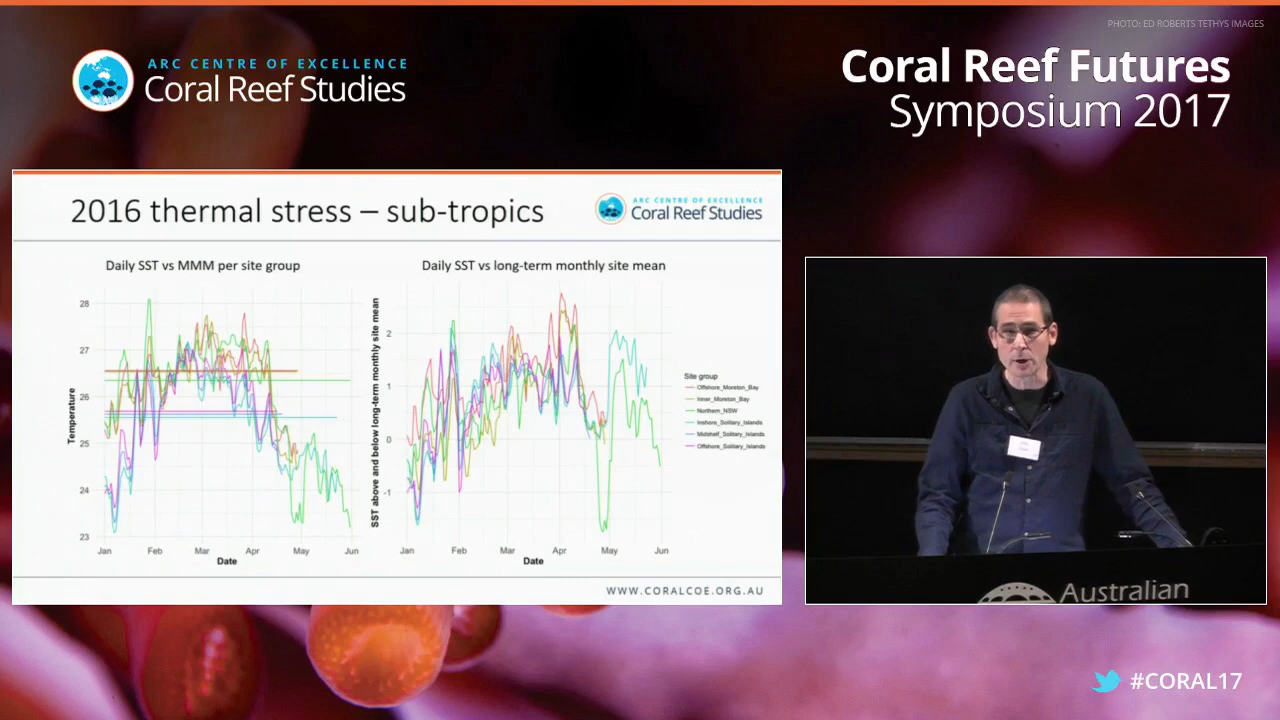 PHOTO: ED ROBERTS TETHYS IMAGES
ARC CENTRE OF EXCELLENCE
Coral Reef Studies
Coral Reef Futures
Symposium 2017
2016 thermal stress – sub-tropics
ARC CENTRE OF EXCELLENCE
Coral Reef Studies
Daily SST vs MMM per site group
28
27
26
25
24
23
Temperature
Jan Feb Mar Apr May Jun
Date
Daily SST vs long-term monthly site mean
SST above and below long-term monthly site mean
2
1
0
-1
Jan Feb Mar Apr May Jun
Date
Site group
Offshore_Moreton_Bay
Inner_Moreton_Bay
Northern_NSW
Inshore_Solitary_Islands
Midshelf_Solitary_Islands
Offshore_Solitary_Islands
WWW.CORALCOE.ORG.AU
Australian
#CORAL17